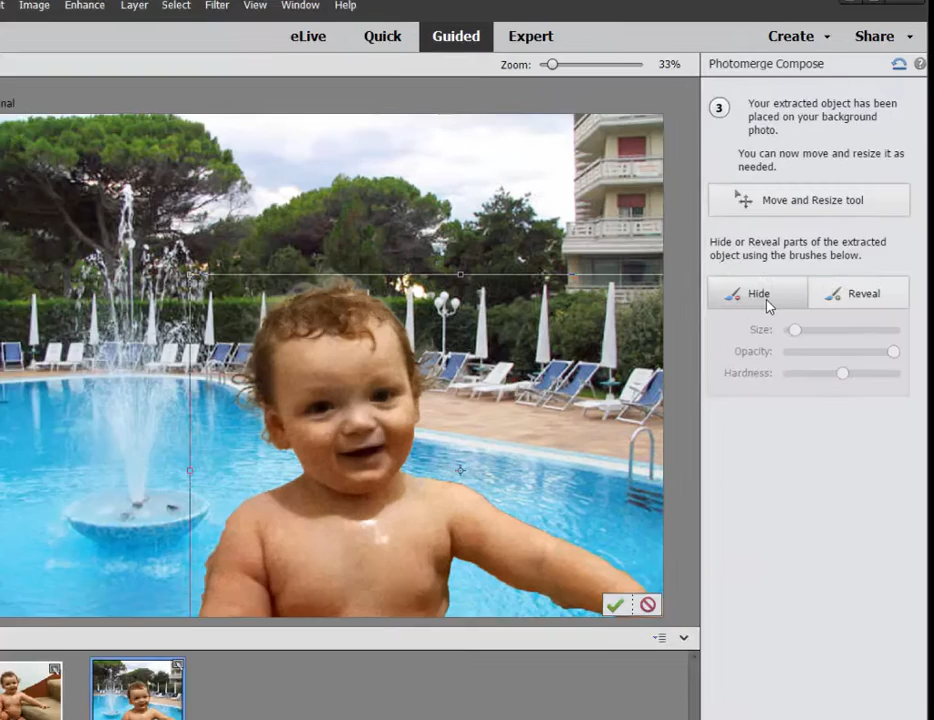 Image Enhance Layer Select Filter View Window Help
eLive Quick Guided Expert Create Share
Zoom: 33% Photomerge Compose
3 Your extracted object has been
placed on your background
photo.
You can now move and resize it as
needed.
Move and Resize tool
Hide or Reveal parts of the extracted
object using the brushes below.
Hide Reveal
Size:
Opacity:
Hardness: